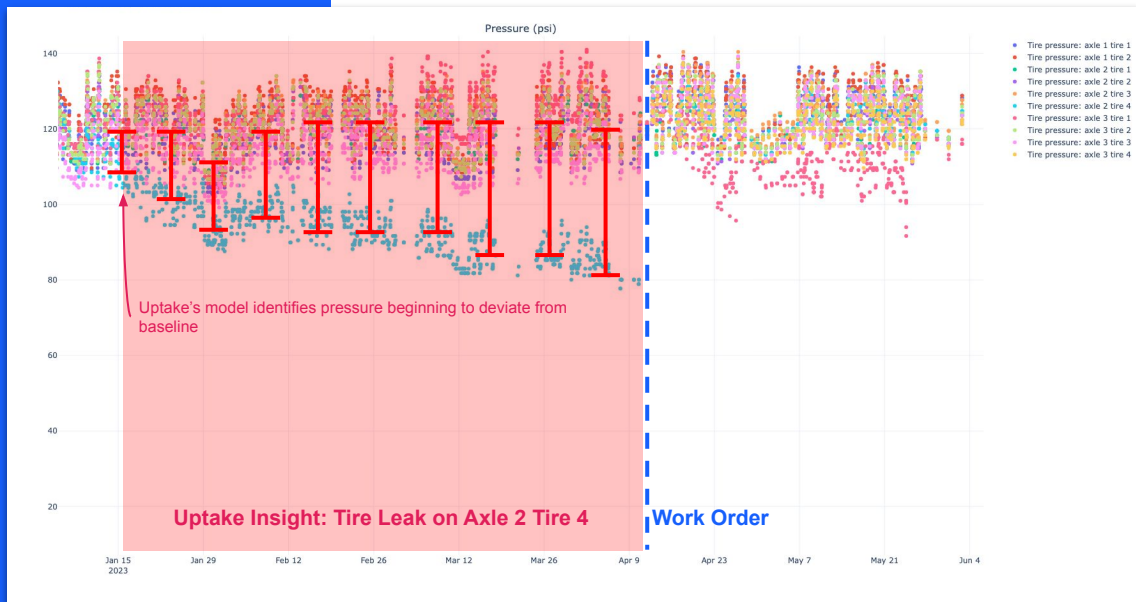 Pressure (psi)
140
120
100
80
60
40
20
Tire pressure: axle 1 tire 1
Tire pressure: axle 1 tire 2
Tire pressure: axle 2 tire 1
Tire pressure: axle 2 tire 2
Tire pressure: axle 2 tire 3
Tire pressure: axle 2 tire 4
Tire pressure: axle 3 tire 1
Tire pressure: axle 3 tire 2
Tire pressure: axle 3 tire 3
Tire pressure: axle 3 tire 4
Uptake’s model identifies pressure beginning to deviate from
baseline
Uptake Insight: Tire Leak on Axle 2 Tire 4
Work Order
Jan 15
2023
Jan 29
Feb 12
Feb 26
Mar 12
Mar 26
Apr 9
Apr 23
May 7
May 21
Jun 4